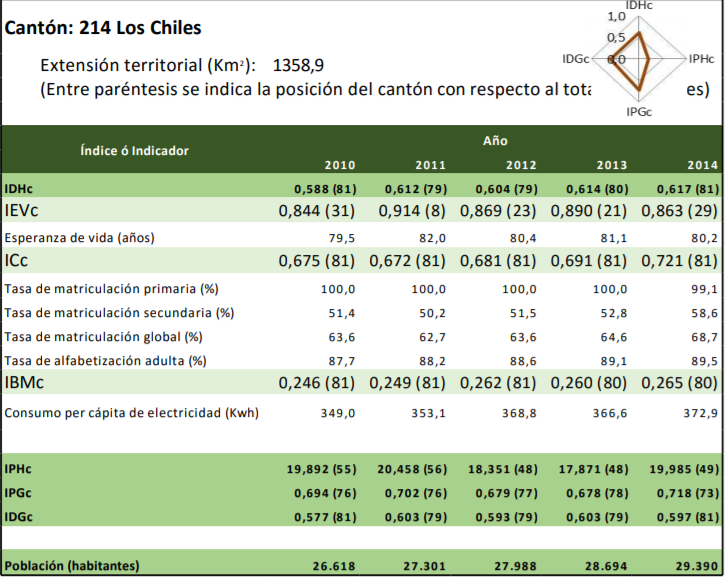 IDHc
1,0
Cantón: 214 Los Chiles
0,5
Extensión territorial (Km²): 1358,9
IDGc 0,0 IPHc
(Entre paréntesis se indica la posición del cantón con respecto al tota es)
IPGc
Índice ó Indicador Año
2010 2011 2012 2013 2014
IDHc 0,588 (81) 0,612 (79) 0,604 (79) 0,614 (80) 0,617 (81)
IEVc 0,844 (31) 0,914 (8) 0,869 (23) 0,890 (21) 0,863 (29)
Esperanza de vida (años) 79,5 82,0 80,4 81,1 80,2
ICc 0,675 (81) 0,672 (81) 0,681 (81) 0,691 (81) 0,721 (81)
Tasa de matriculación primaria (%) 100,0 100,0 100,0 100,0 99,1
Tasa de matriculación secundaria (%) 51,4 50,2 51,5 52,8 58,6
Tasa de matriculación global (%) 63,6 62,7 63,6 64,6 68,7
Tasa de alfabetización adulta (%) 87,7 88,2 88,6 89,1 89,5
IBMc 0,246 (81) 0,249 (81) 0,262 (81) 0,260 (80) 0,265 (80)
Consumo per cápita de electricidad (Kwh) 349,0 353,1 368,8 366,6 372,9
IPHc 19,892 (55) 20,458 (56) 18,351 (48) 17,871 (48) 19,985 (49)
IPGc 0,694 (76) 0,702 (76) 0,679 (77) 0,678 (78) 0,718 (73)
IDGc 0,577 (81) 0,603 (79) 0,593 (79) 0,603 (79) 0,597 (81)
Población (habitantes) 26.618 27.301 27.988 28.694 29.390